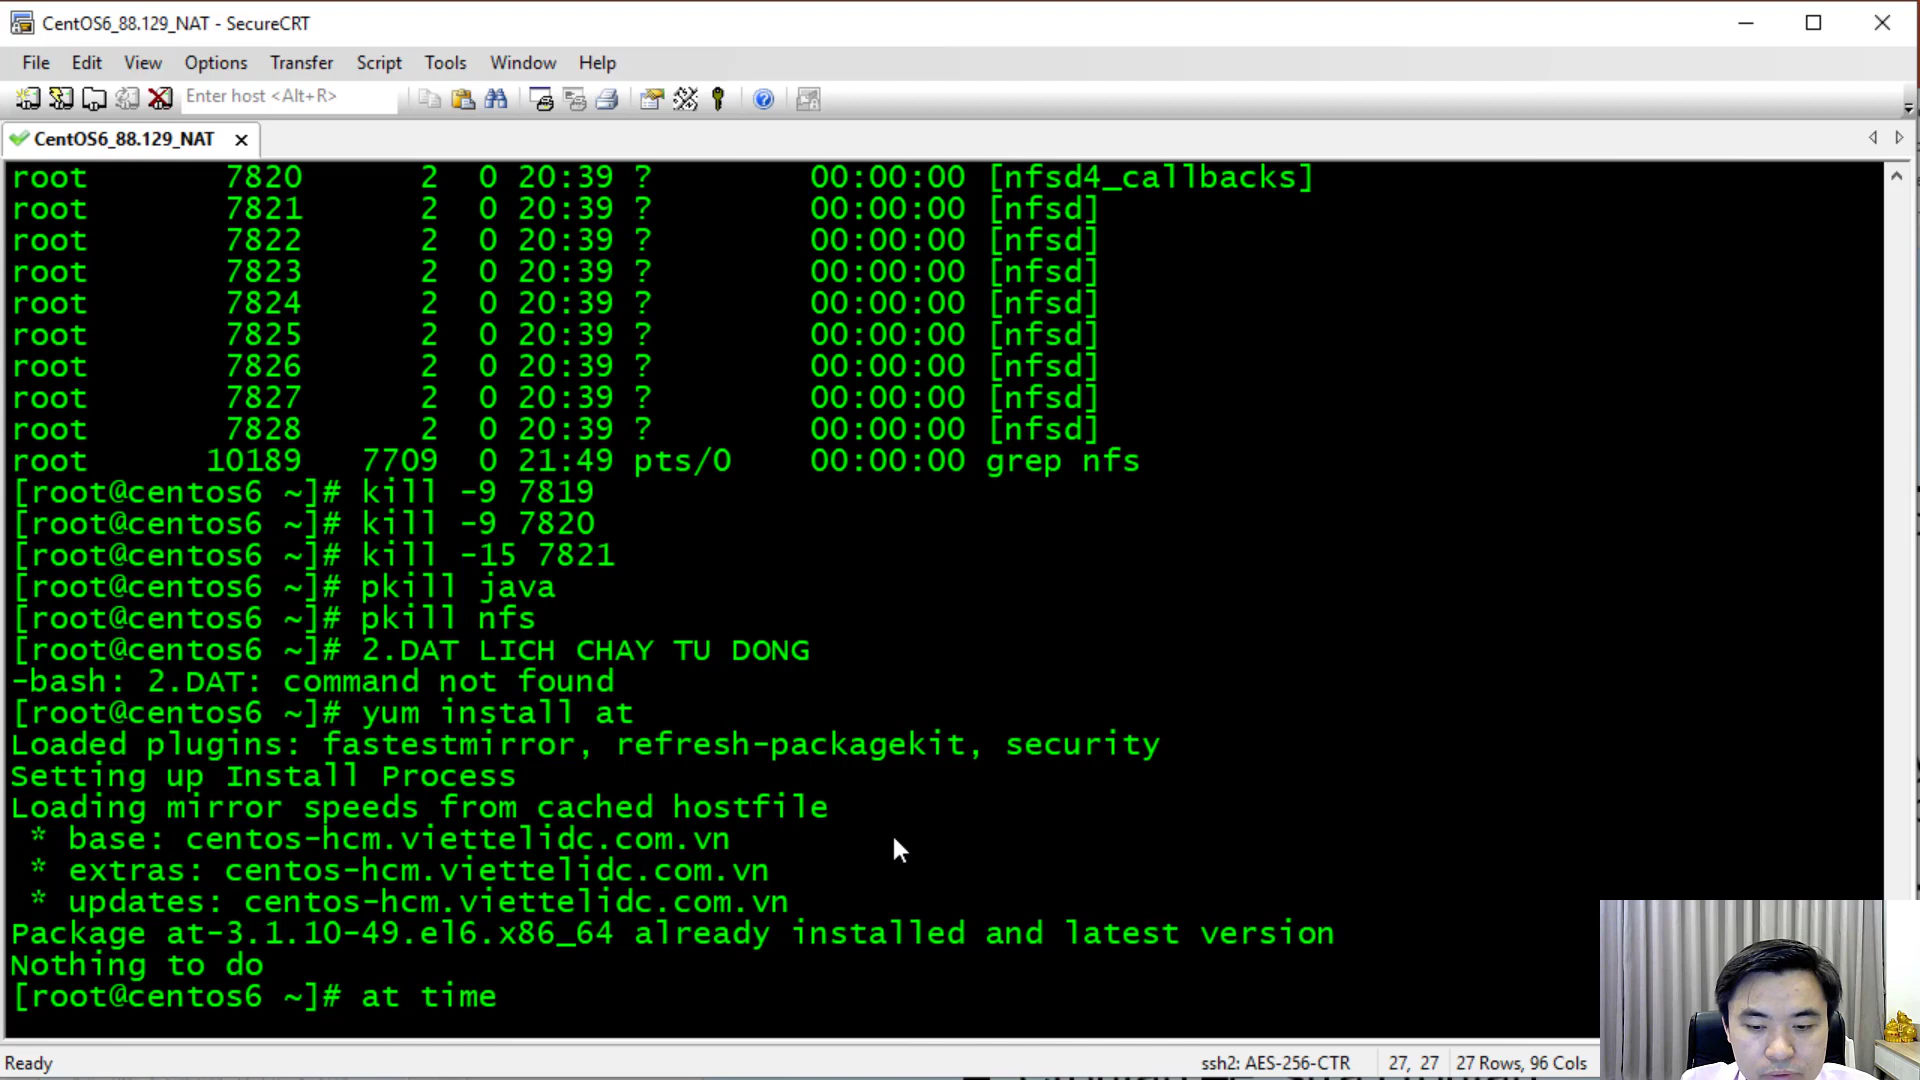 CentOS6_88.129_NAT - SecureCRT
File Edit View Options Transfer Script Tools Window Help
Enter host <Alt+R>
CentOS6_88.129_NAT
root 7820 2 0 20:39 ? 00:00:00 [nfsd4_callbacks]
root 7821 2 0 20:39 ? 00:00:00 [nfsd]
root 7822 2 0 20:39 ? 00:00:00 [nfsd]
root 7823 2 0 20:39 ? 00:00:00 [nfsd]
root 7824 2 0 20:39 ? 00:00:00 [nfsd]
root 7825 2 0 20:39 ? 00:00:00 [nfsd]
root 7826 2 0 20:39 ? 00:00:00 [nfsd]
root 7827 2 0 20:39 ? 00:00:00 [nfsd]
root 7828 2 0 20:39 ? 00:00:00 [nfsd]
root 10189 7709 0 21:49 pts/0 00:00:00 grep nfs
[root@centos6 ~]# kill -9 7819
[root@centos6 ~]# kill -9 7820
[root@centos6 ~]# kill -15 7821
[root@centos6 ~]# pkill java
[root@centos6 ~]# pkill nfs
[root@centos6 ~]# 2.DAT LICH CHAY TU DONG
-bash: 2.DAT: command not found
[root@centos6 ~]# yum install at
Loaded plugins: fastestmirror, refresh-packagekit, security
Setting up Install Process
Loading mirror speeds from cached hostfile
* base: centos-hcm.viettelidc.com.vn
* extras: centos-hcm.viettelidc.com.vn
* updates: centos-hcm.viettelidc.com.vn
Package at-3.1.10-49.el6.x86_64 already installed and latest version
Nothing to do
[root@centos6 ~]# at time
Ready ssh2: AES-256-CTR 27, 27 27 Rows, 96 Cols